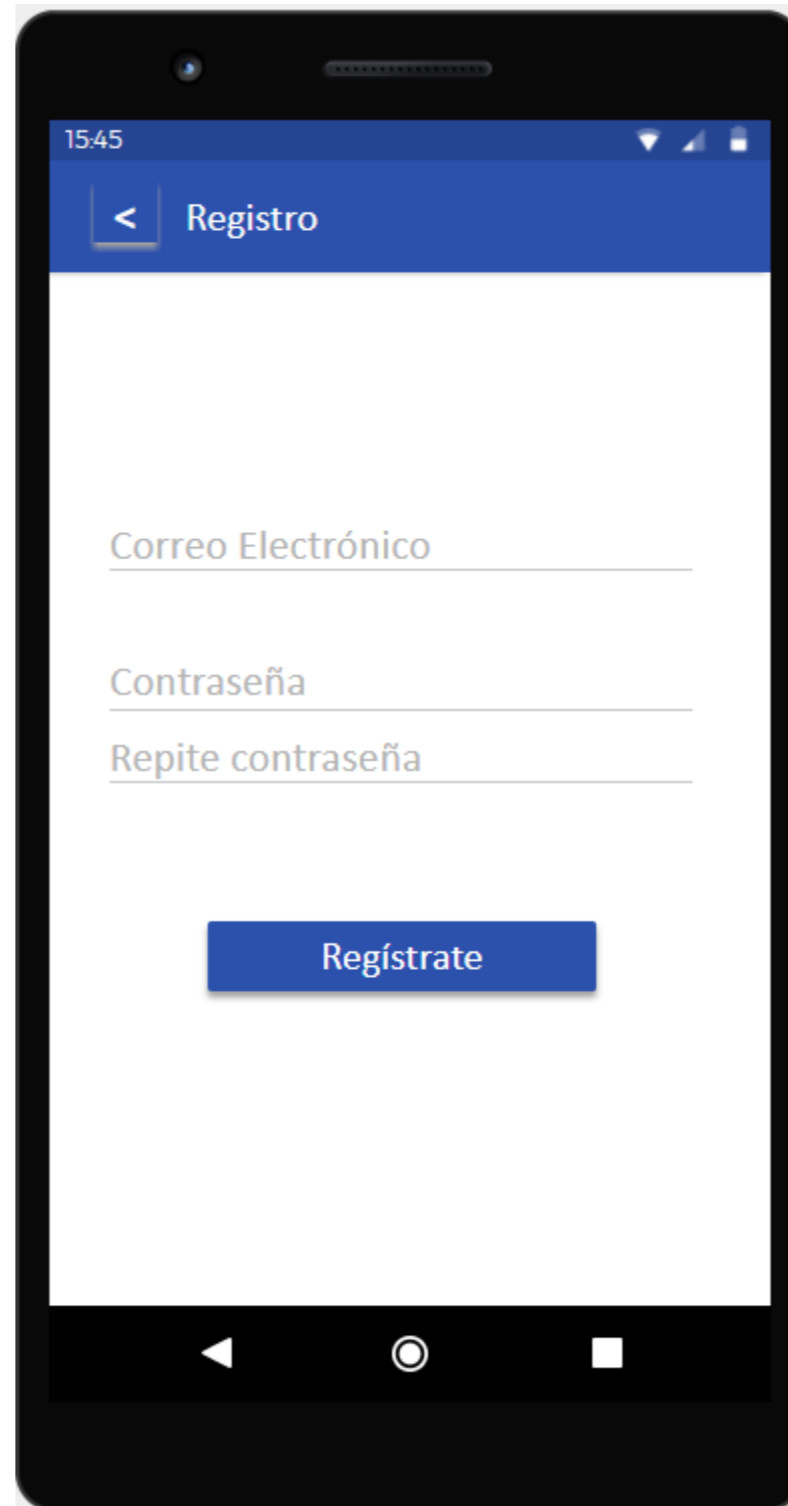 15:45
< Registro
Correo Electrónico
Contraseña
Repite contraseña
Regístrate